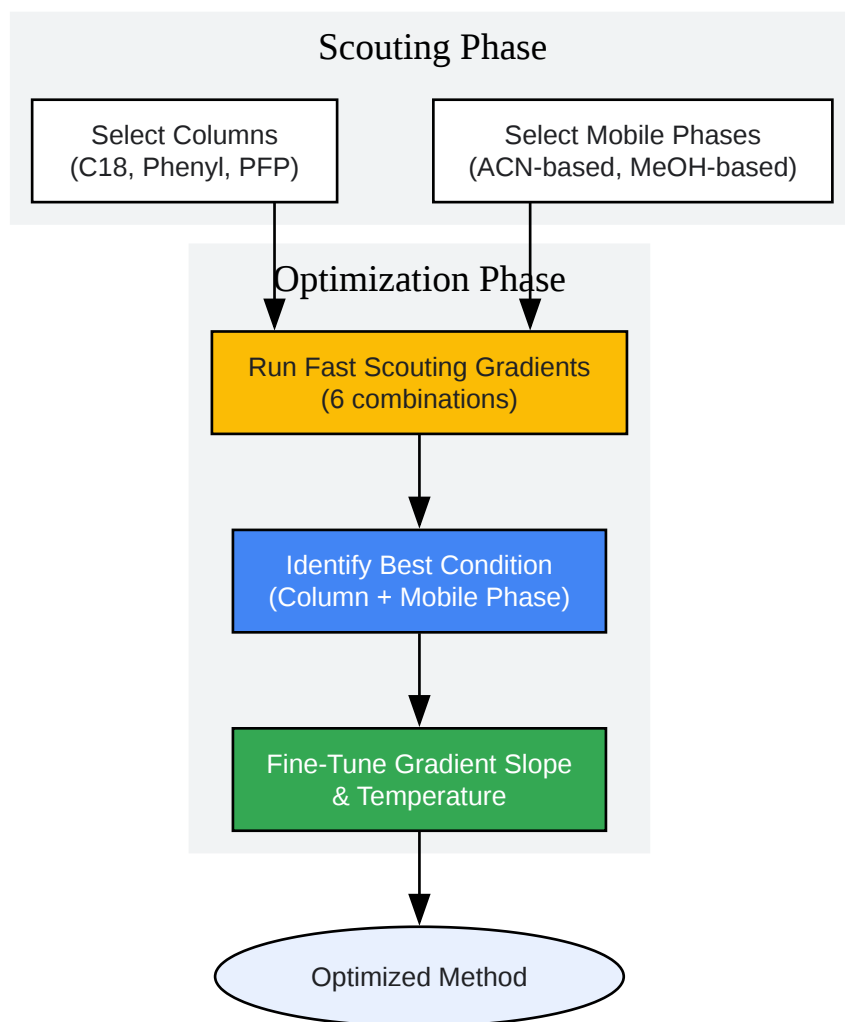 Scouting Phase
Select Columns
(C18, Phenyl, PFP)
Select Mobile Phases
(ACN-based, MeOH-based)
Optimization Phase
Run Fast Scouting Gradients
(6 combinations)
Identify Best Condition
(Column + Mobile Phase)
Fine-Tune Gradient Slope
& Temperature
Optimized Method